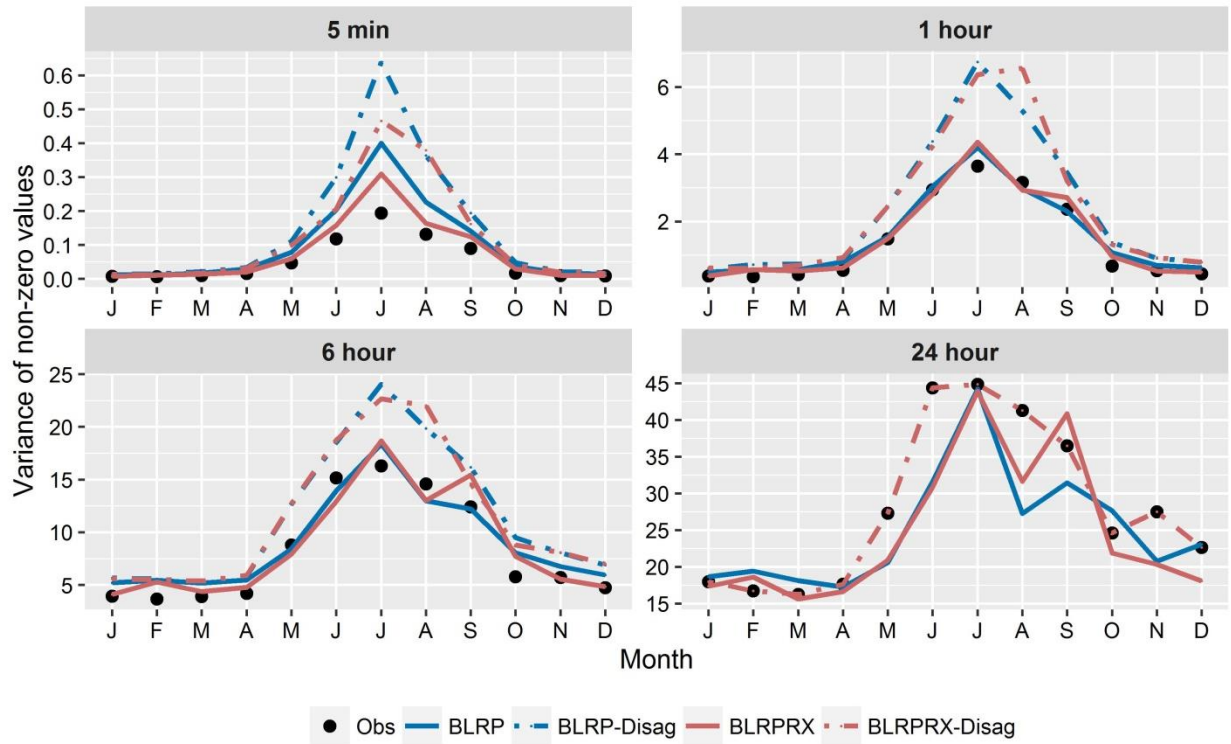 5 min
1 hour
Variance of non-zero values
0.6
0.5
0.4
0.3
0.2
0.1
0.0
J F M A M J J A S O N D
6
4
2
J F M A M J J A S O N D
6 hour
24 hour
25
20
15
10
5
J F M A M J J A S O N D
45
40
35
30
25
20
15
J F M A M J J A S O N D
Month
Obs BLRP BLRP-Disag BLRPRX BLRPRX-Disag